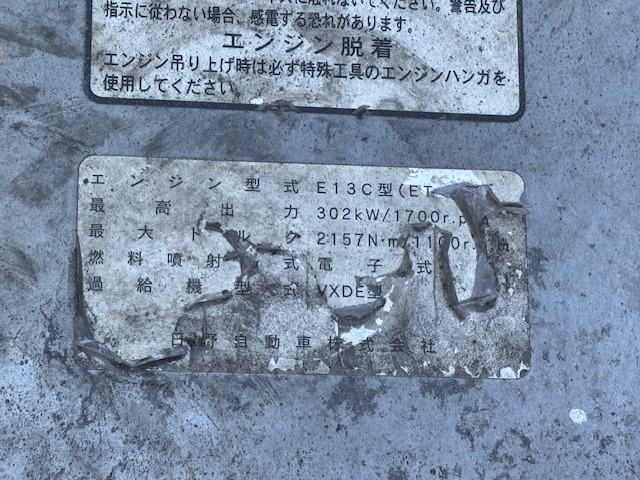 指示に従わない場合、感電する恐れがあります。
エンジン脱着
エンジン吊り上げ時は必ず特殊工具のエンジンハンガを
使用してください
エンジン型式 E13C型(ET
最高出力 302kW/1700r.p.m
最大トルク 2157N·m/1100r.p.m
燃料噴射 式 電子 式
過給機型式 VXDE型
日野自動車株式会社